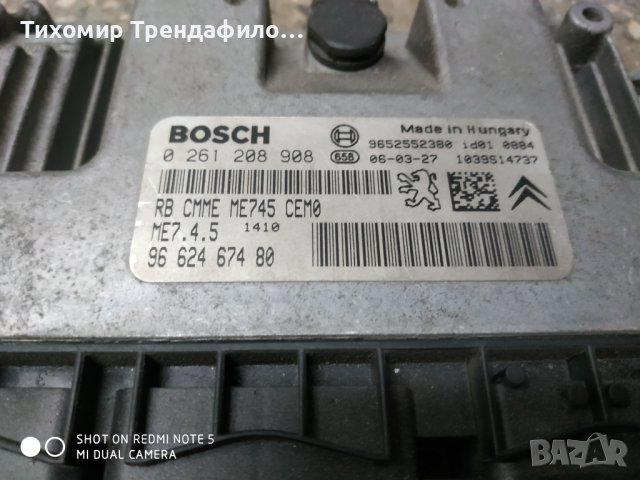 Тихомир Трендафило...
BOSCH
Made in Hungary
0 261 208 908
658
9652552380 id01 0884
06-03-27 1039S14737
RB CMME ME745 CEM0
ME7.4.5 1410
96 624 674 80
SHOT ON REDMI NOTE 5
MI DUAL CAMERA
BAZAR